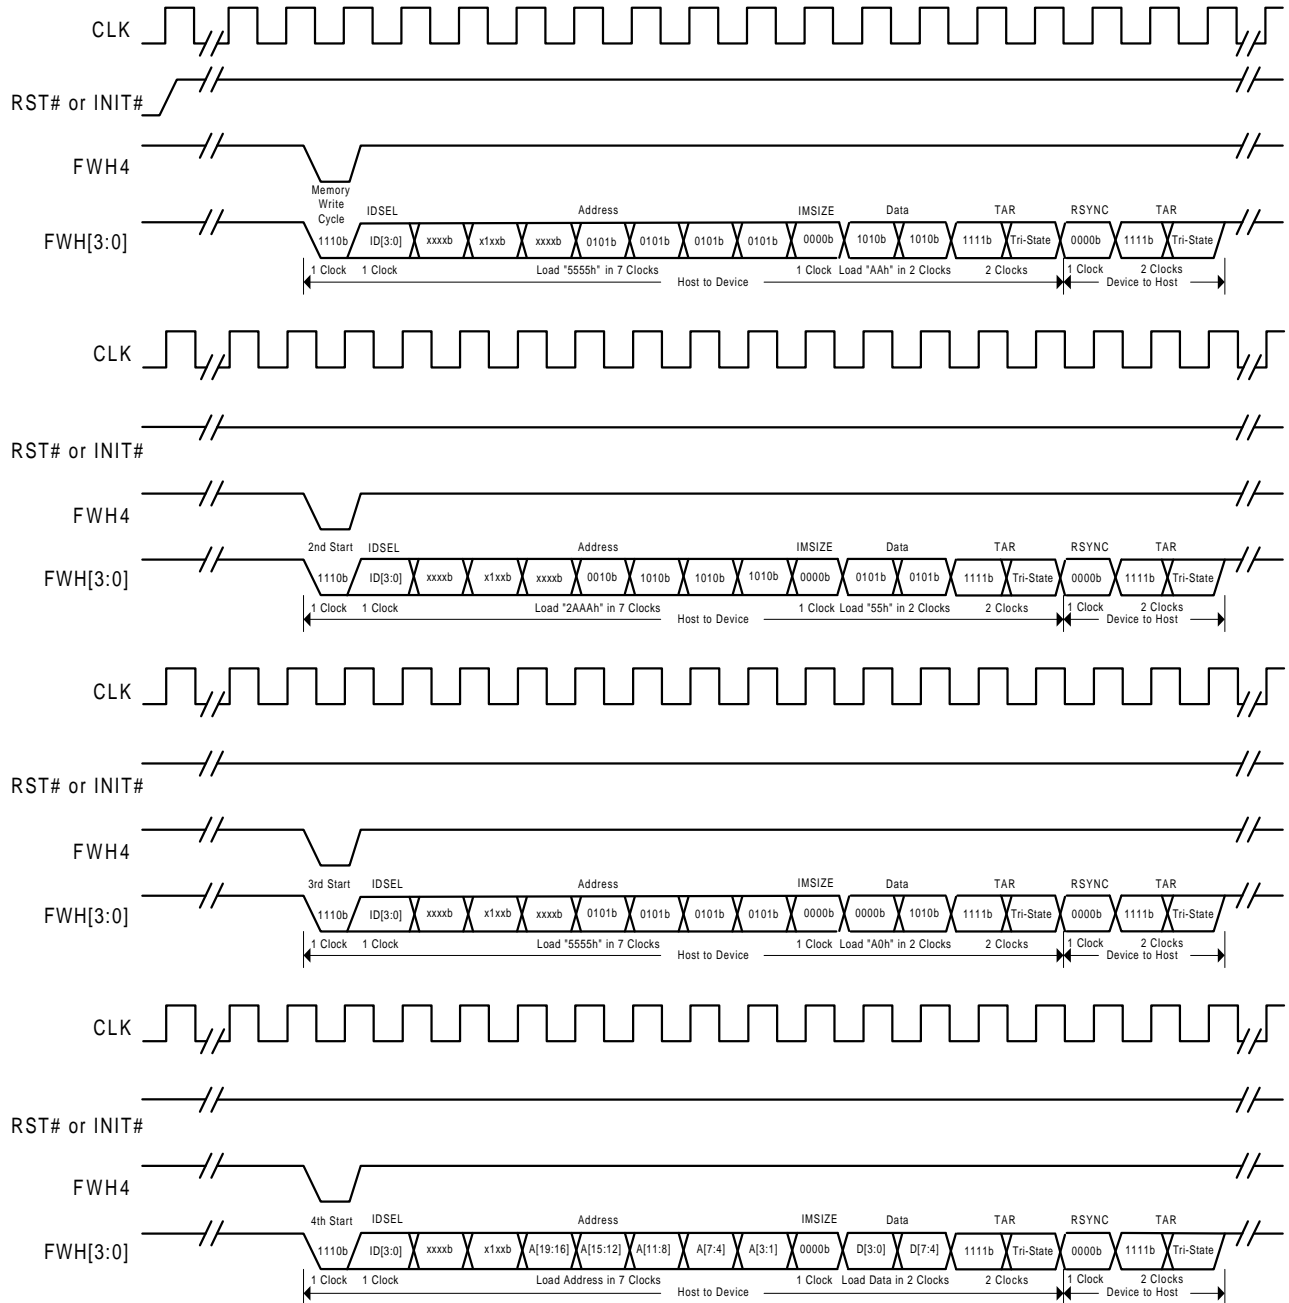 CLK
RST# or INIT#
FWH4
Memory
Write
Cycle
IDSEL Address IMSIZE Data TAR RSYNC TAR
FWH[3:0] 1110b ID[3:0] xxxxb x1xxb xxxxb 0101b 0101b 0101b 0101b 0000b 1010b 1010b 1111b Tri-State 0000b 1111b Tri-State
1 Clock 1 Clock Load "5555h" in 7 Clocks 1 Clock Load "AAh" in 2 Clocks 2 Clocks 1 Clock 2 Clocks
Host to Device Device to Host
CLK
RST# or INIT#
FWH4
2nd Start IDSEL Address IMSIZE Data TAR RSYNC TAR
FWH[3:0] 1110b ID[3:0] xxxxb x1xxb xxxxb 0010b 1010b 1010b 1010b 0000b 0101b 0101b 1111b Tri-State 0000b 1111b Tri-State
1 Clock 1 Clock Load "2AAAh" in 7 Clocks 1 Clock Load "55h" in 2 Clocks 2 Clocks 1 Clock 2 Clocks
Host to Device Device to Host
CLK
RST# or INIT#
FWH4
3rd Start IDSEL Address IMSIZE Data TAR RSYNC TAR
FWH[3:0] 1110b ID[3:0] xxxxb x1xxb xxxxb 0101b 0101b 0101b 0101b 0000b 0000b 1010b 1111b Tri-State 0000b 1111b Tri-State
1 Clock 1 Clock Load "5555h" in 7 Clocks 1 Clock Load "A0h" in 2 Clocks 2 Clocks 1 Clock 2 Clocks
Host to Device Device to Host
CLK
RST# or INIT#
FWH4
4th Start IDSEL Address IMSIZE Data TAR RSYNC TAR
FWH[3:0] 1110b ID[3:0] xxxxb x1xxb A[19:16] A[15:12] A[11:8] A[7:4] A[3:1] 0000b D[3:0] D[7:4] 1111b Tri-State 0000b 1111b Tri-State
1 Clock 1 Clock Load Address in 7 Clocks 1 Clock Load Data in 2 Clocks 2 Clocks 1 Clock 2 Clocks
Host to Device Device to Host